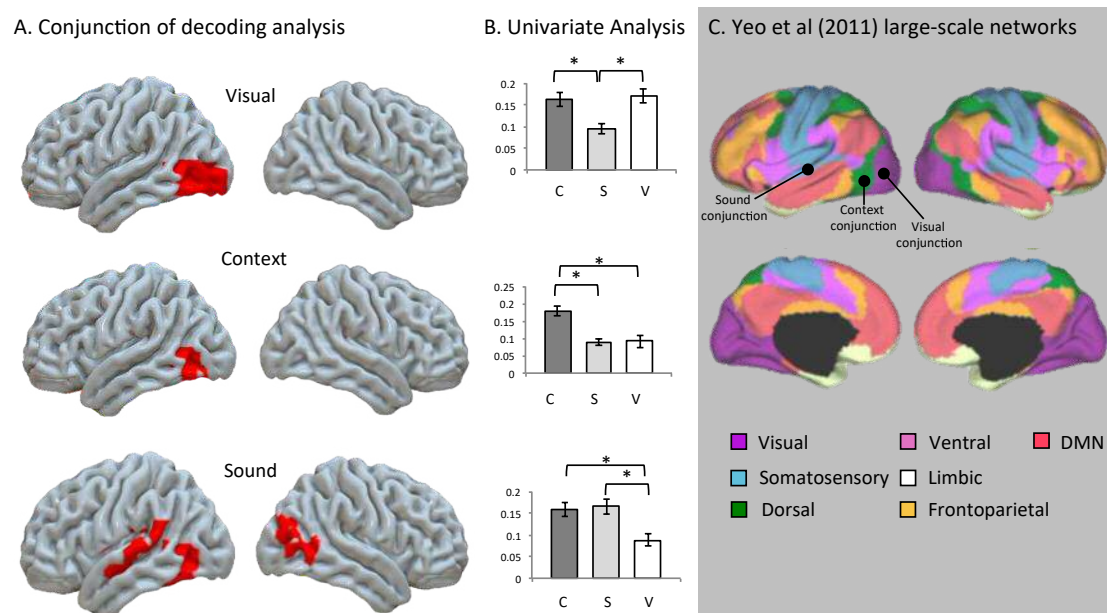 A. Conjunction of decoding analysis
Visual
Context
Sound
B. Univariate Analysis
* *
0.2
0.15
0.1
0.05
0
C S V
*
*
0.25
0.2
0.15
0.1
0.05
0
C S V
*
*
0.2
0.15
0.1
0.05
0
C S V
C. Yeo et al (2011) large-scale networks
Sound
conjunction
Context
conjunction
Visual
conjunction
Visual Ventral DMN
Somatosensory Limbic
Dorsal Frontoparietal